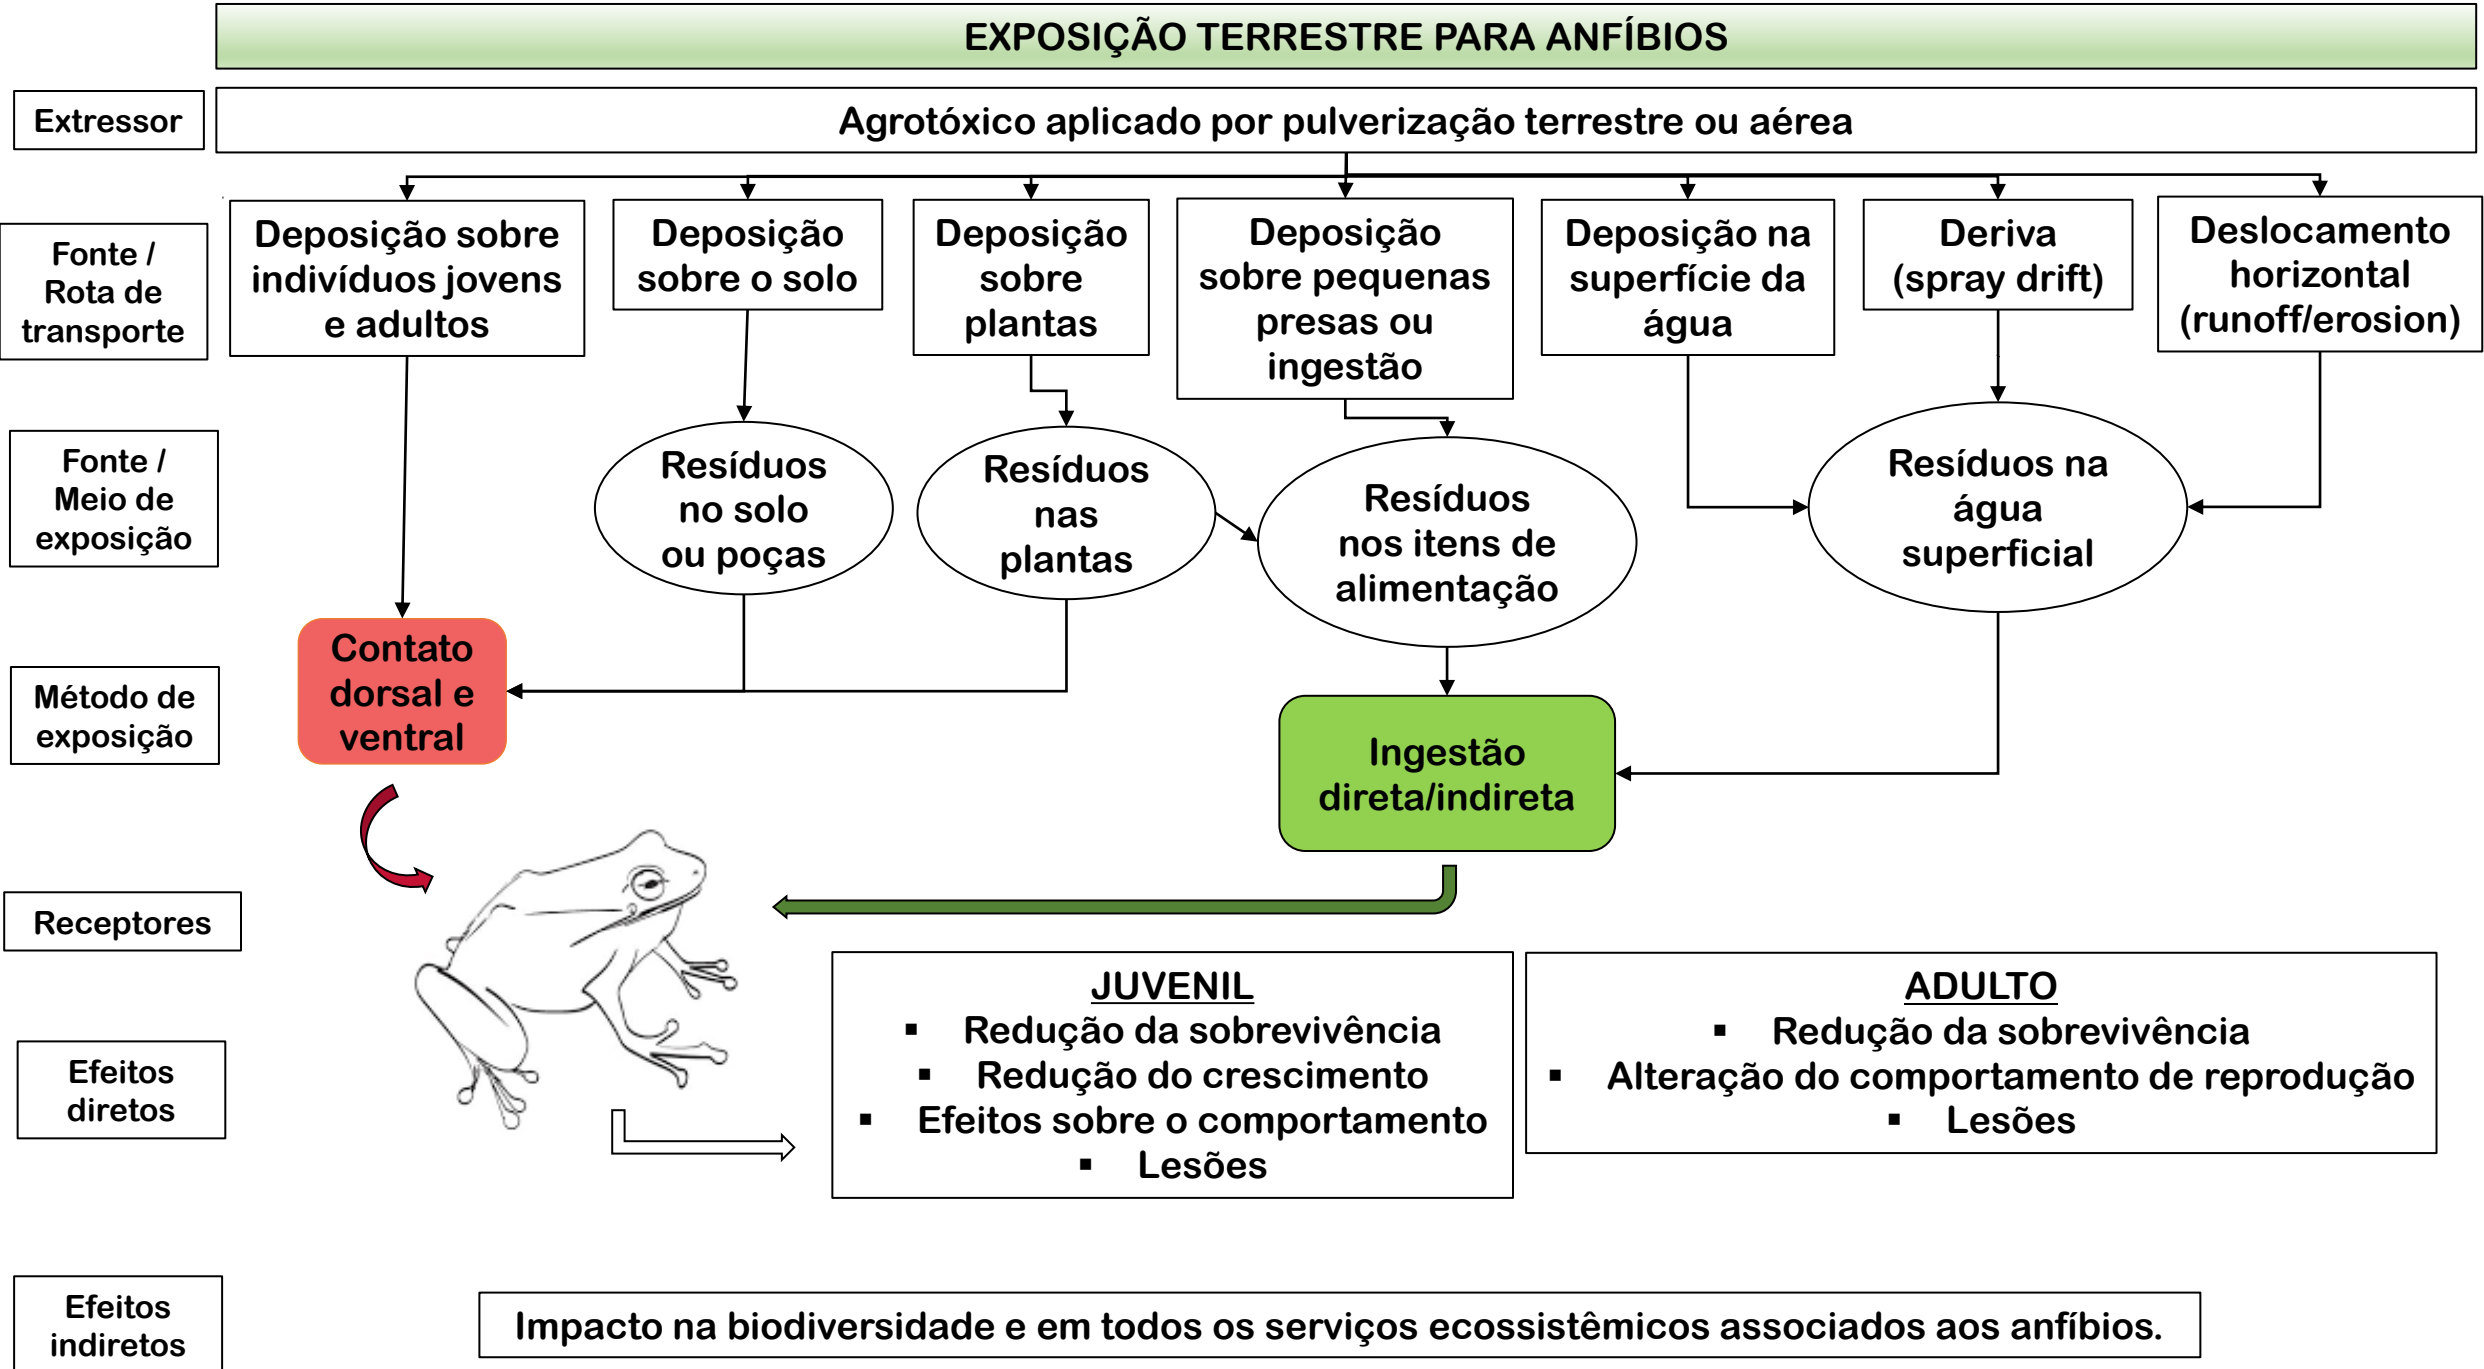 EXPOSIÇÃO TERRESTRE PARA ANFÍBIOS
Extressor
Agrotóxico aplicado por pulverização terrestre ou aérea
Fonte /
Rota de
transporte
Deposição sobre
indivíduos jovens
e adultos
Deposição
sobre o solo
Deposição
sobre
plantas
Deposição
sobre pequenas
presas ou
ingestão
Deposição na
superfície da
água
Deriva
(spray drift)
Deslocamento
horizontal
(runoff/erosion)
Fonte /
Meio de
exposição
Resíduos
no solo
ou poças
Resíduos
nas
plantas
Resíduos
nos itens de
alimentação
Resíduos na
água
superficial
Método de
exposição
Contato
dorsal e
ventral
Ingestão
direta/indireta
Receptores
Efeitos
diretos
JUVENIL
▪ Redução da sobrevivência
▪ Redução do crescimento
▪ Efeitos sobre o comportamento
▪ Lesões
ADULTO
▪ Redução da sobrevivência
▪ Alteração do comportamento de reprodução
▪ Lesões
Efeitos
indiretos
Impacto na biodiversidade e em todos os serviços ecossistêmicos associados aos anfíbios.